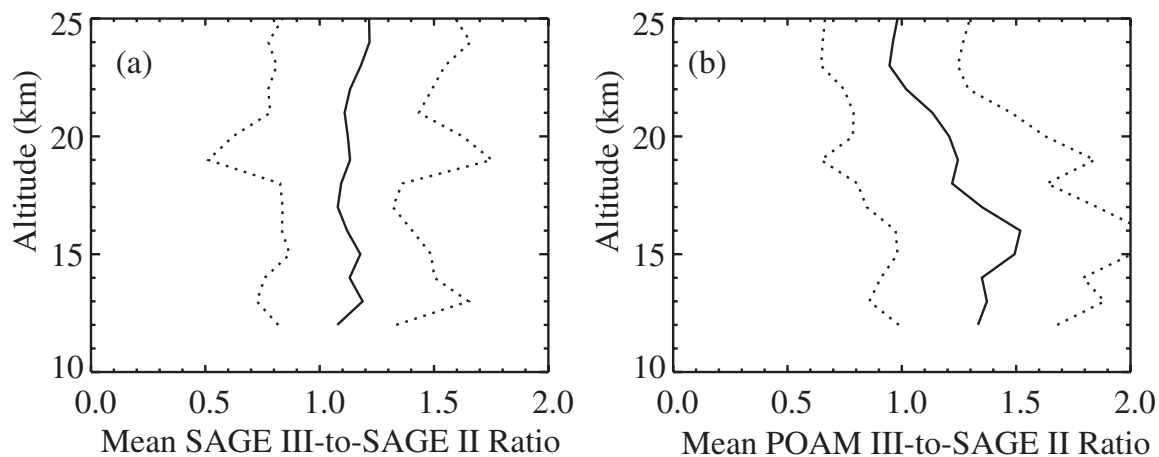 25
20
15
10
Altitude (km)
(a)
0.0 0.5 1.0 1.5 2.0
Mean SAGE III-to-SAGE II Ratio
25
20
15
10
Altitude (km)
(b)
0.0 0.5 1.0 1.5 2.0
Mean POAM III-to-SAGE II Ratio